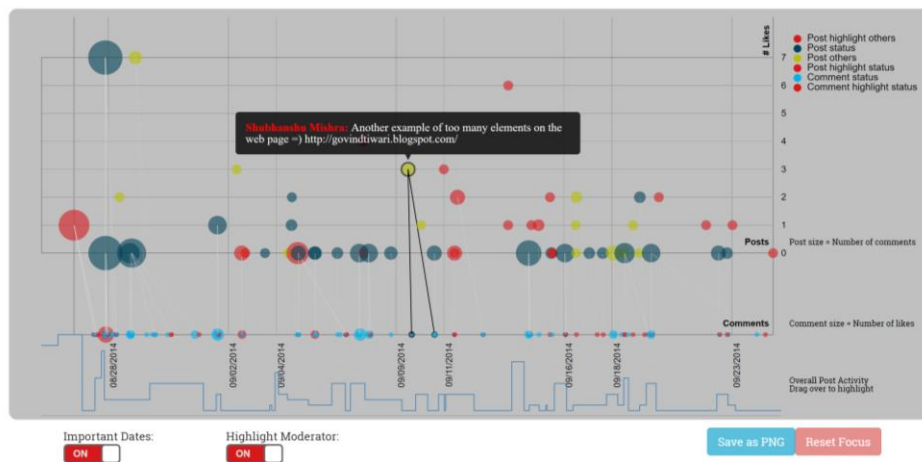 # Likes
Post highlight others
Post status
Post others
Post highlight status
Comment status
Comment highlight status
7
6
5
4
3
2
1
0
Shubhanshu Mishra: Another example of too many elements on the
web page =) http://govindtiwari.blogspot.com/
Posts
Post size = Number of comments
Comments
Comment size = Number of likes
08/28/2014
09/02/2014
09/04/2014
09/09/2014
09/11/2014
09/16/2014
09/18/2014
09/23/2014
Overall Post Activity
Drag over to highlight
Important Dates:
ON
Highlight Moderator:
ON
Save as PNG
Reset Focus